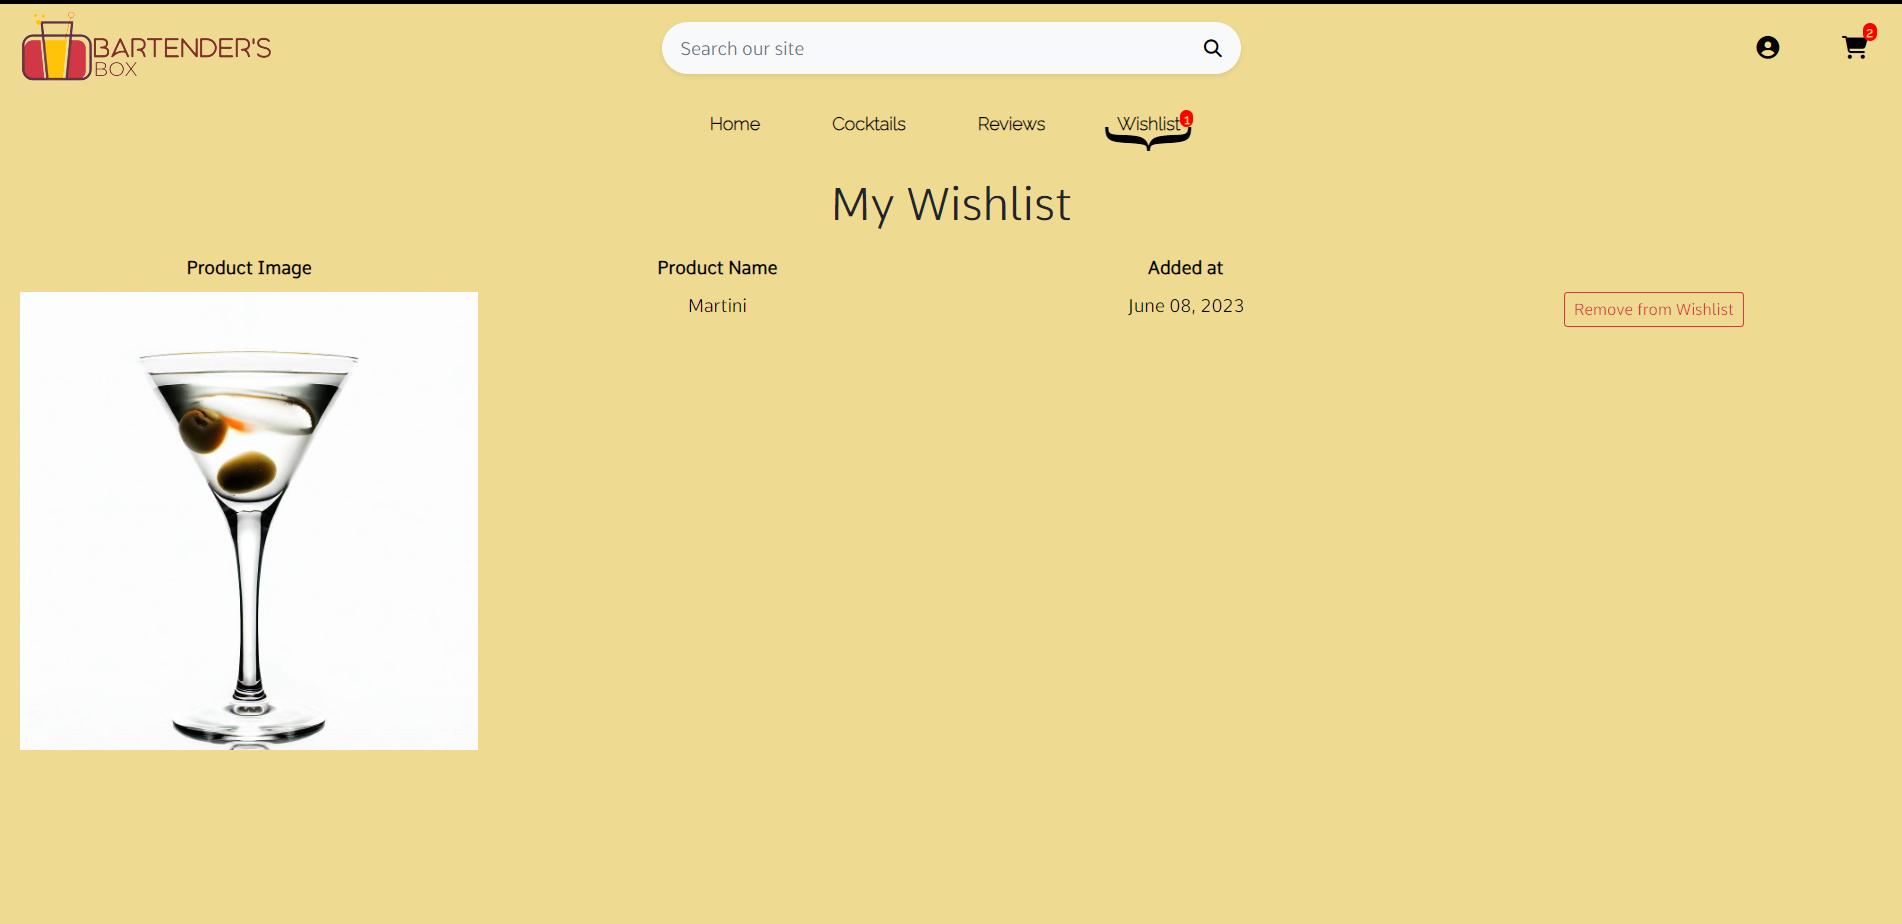 BARTENDER'S
BOX
Search our site
2
Home Cocktails Reviews Wishlist 1
My Wishlist
Product Image Product Name Added at
Martini June 08, 2023 Remove from Wishlist